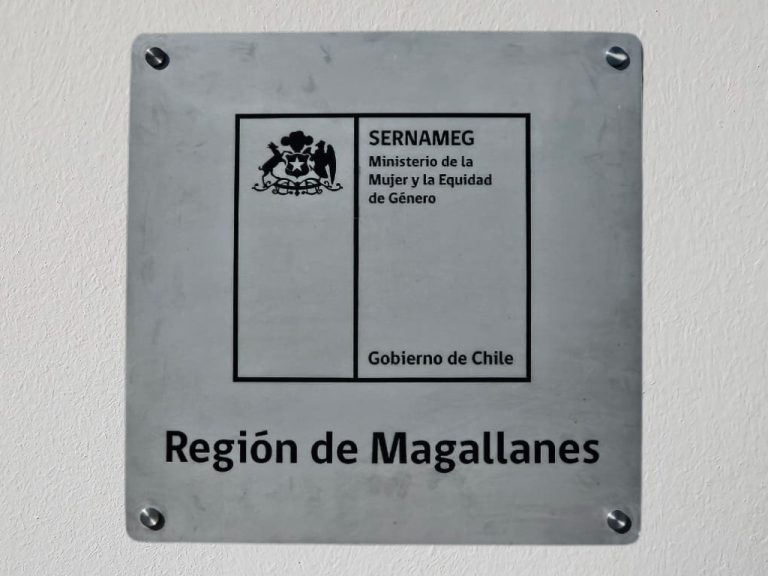 SERNAMEG
Ministerio de la
Mujer y la Equidad
de Género
Gobierno de Chile
Región de Magallanes